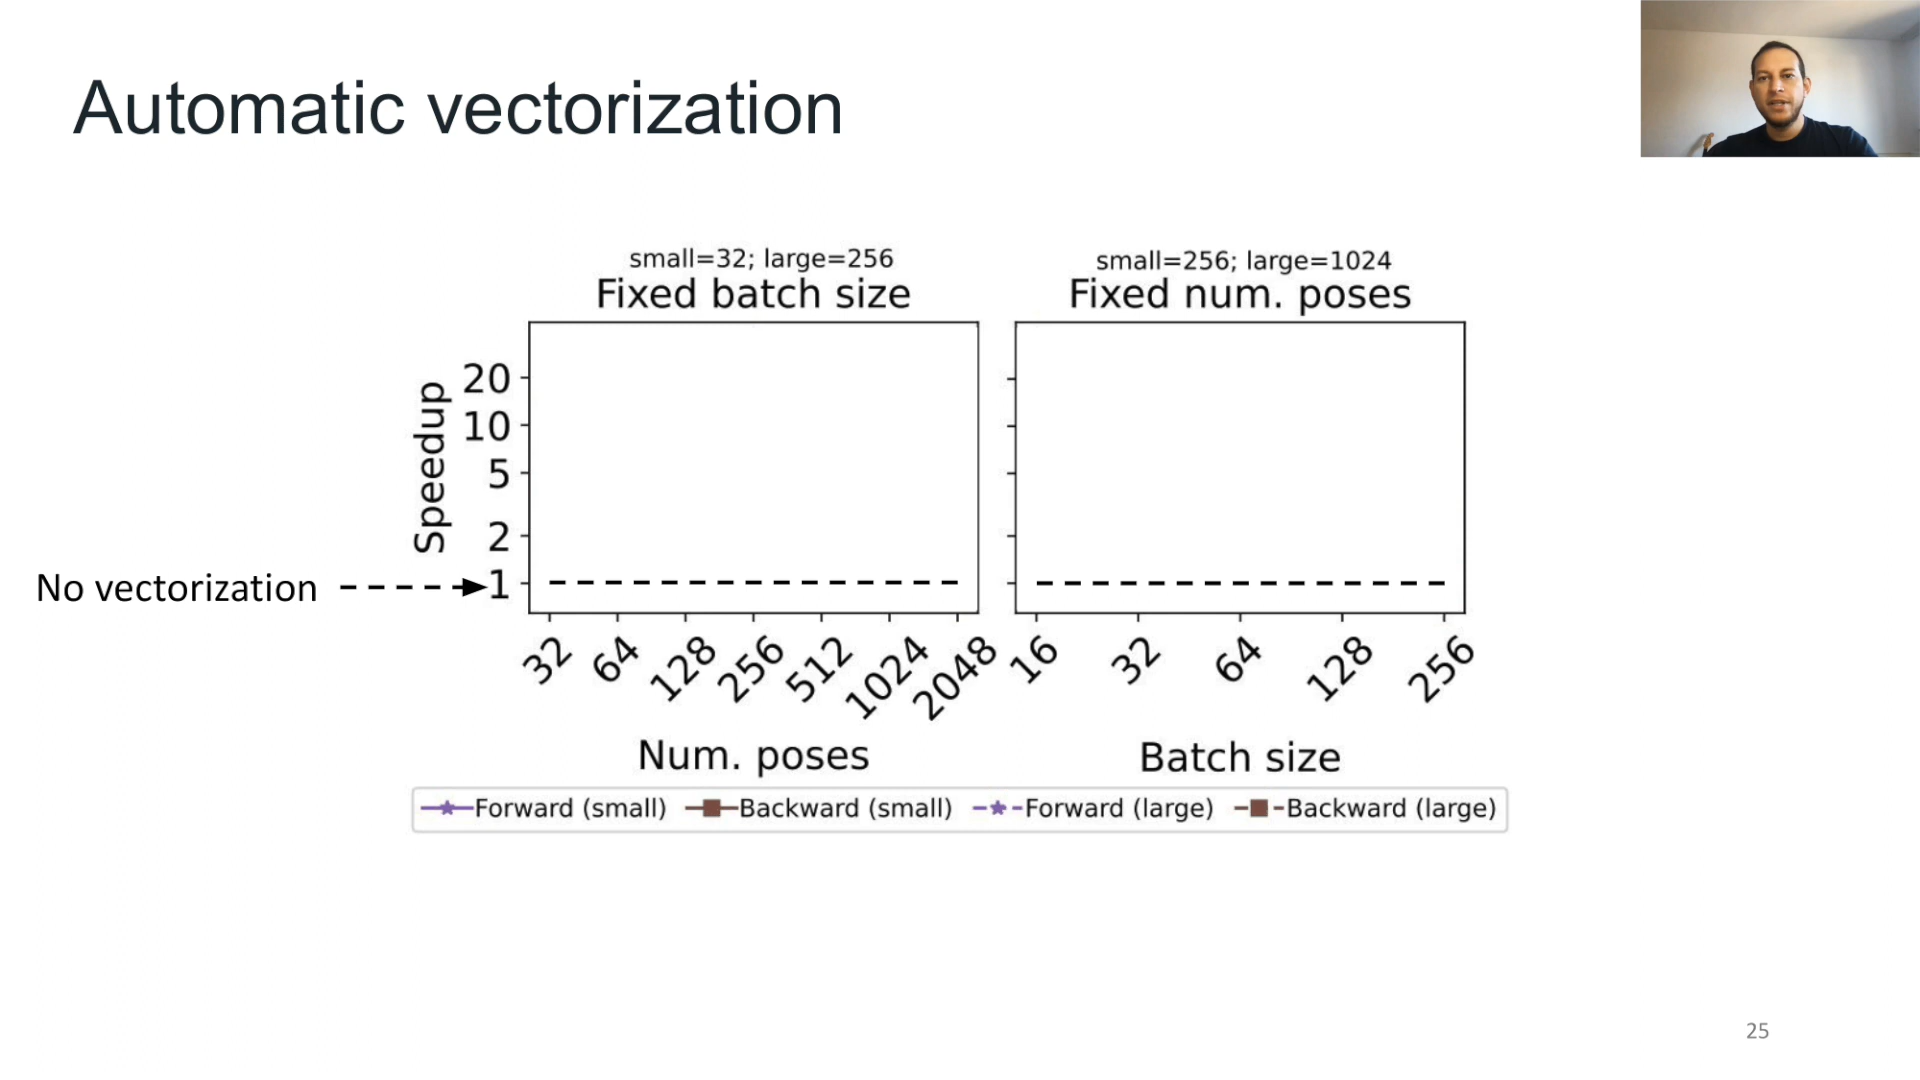 Automatic vectorization
small=32; large=256
Fixed batch size
small=256; large=1024
Fixed num. poses
Speedup
20
10
5
2
1
No vectorization
32 64 128 256 512 1024 2048
16 32 64 128 256
Num. poses
Batch size
Forward (small) Backward (small) Forward (large) Backward (large)
25